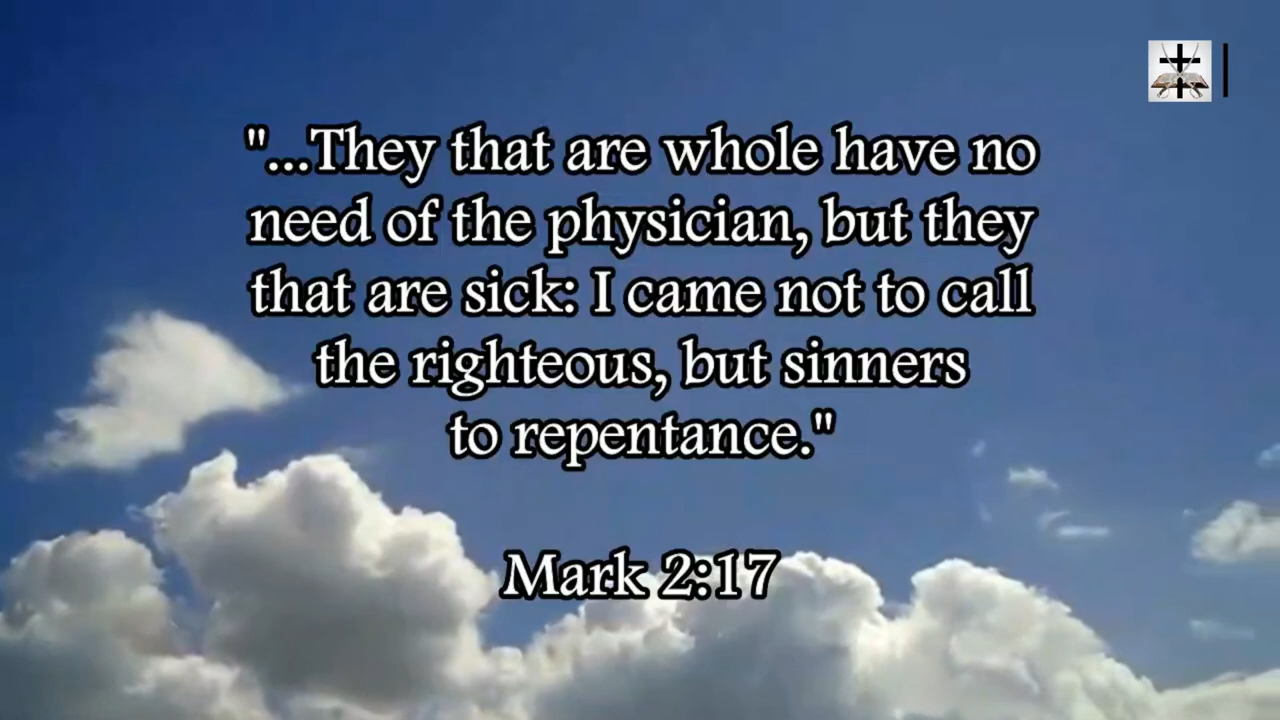 "...They that are whole have no
need of the physician, but they
that are sick: I came not to call
the righteous, but sinners
to repentance."
Mark 2:17